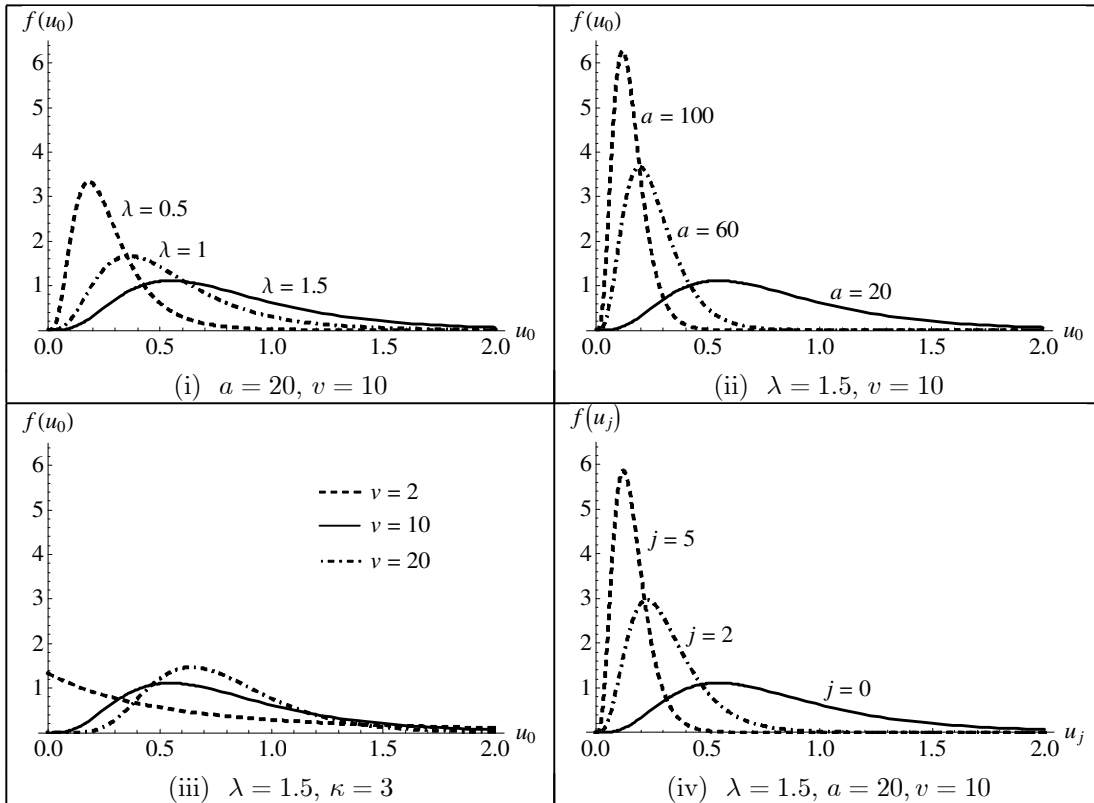 f(u₀)
6
5
4
3
2
1
λ = 0.5
λ = 1
λ = 1.5
0.0 0.5 1.0 1.5 2.0 u₀
(i) a = 20, v = 10
f(u₀)
6
5
4
3
2
1
a = 100
a = 60
a = 20
0.0 0.5 1.0 1.5 2.0 u₀
(ii) λ = 1.5, v = 10
f(u₀)
6
5
4
3
2
1
v = 2
v = 10
v = 20
0.0 0.5 1.0 1.5 2.0 u₀
(iii) λ = 1.5, κ = 3
f(uⱼ)
6
5
4
3
2
1
j = 5
j = 2
j = 0
0.0 0.5 1.0 1.5 2.0 uⱼ
(iv) λ = 1.5, a = 20, v = 10